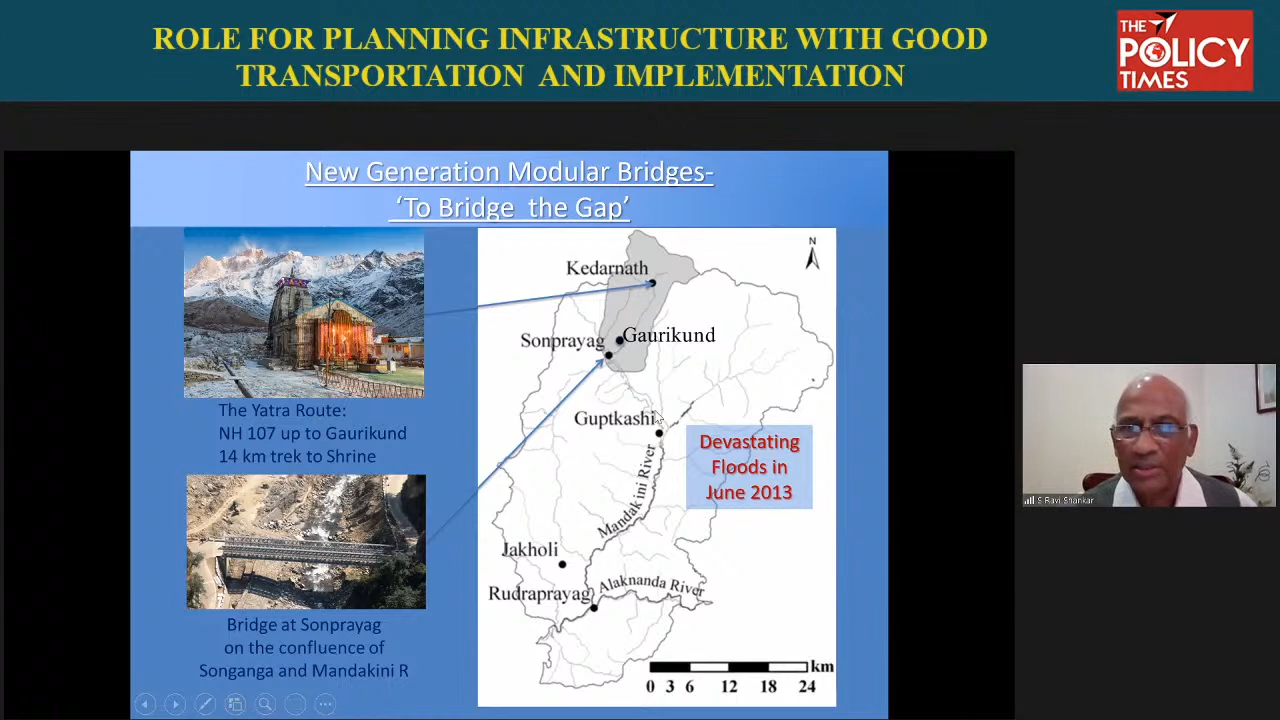 ROLE FOR PLANNING INFRASTRUCTURE WITH GOOD
TRANSPORTATION AND IMPLEMENTATION
THE
POLICY
TIMES
New Generation Modular Bridges-
‘To Bridge the Gap’
The Yatra Route:
NH 107 up to Gaurikund
14 km trek to Shrine
Bridge at Sonprayag
on the confluence of
Songanga and Mandakini R
N
Kedarnath
Gaurikund
Sonprayag
Guptkashi
Devastating
Floods in
June 2013
Mandakini River
Jakholi
Rudraprayag
Alaknanda River
km
0 3 6 12 18 24
S Ravi Shankar